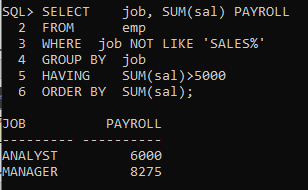 SQL> SELECT    job, SUM(sal) PAYROLL
  2  FROM      emp
  3  WHERE  job NOT LIKE 'SALES%'
  4  GROUP BY  job
  5  HAVING    SUM(sal)>5000
  6  ORDER BY  SUM(sal);
JOB          PAYROLL
--------- ----------
ANALYST         6000
MANAGER         8275